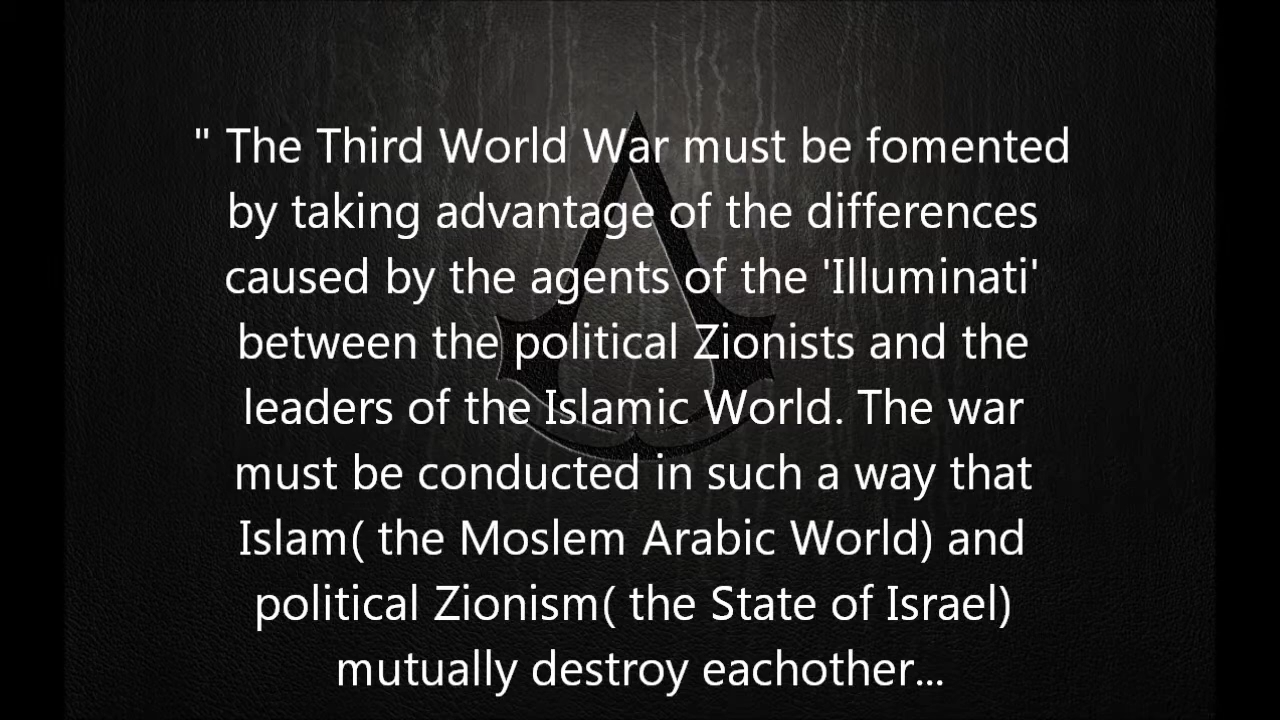 " The Third World War must be fomented
by taking advantage of the differences
caused by the agents of the 'Illuminati'
between the political Zionists and the
leaders of the Islamic World. The war
must be conducted in such a way that
Islam( the Moslem Arabic World) and
political Zionism( the State of Israel)
mutually destroy eachother...